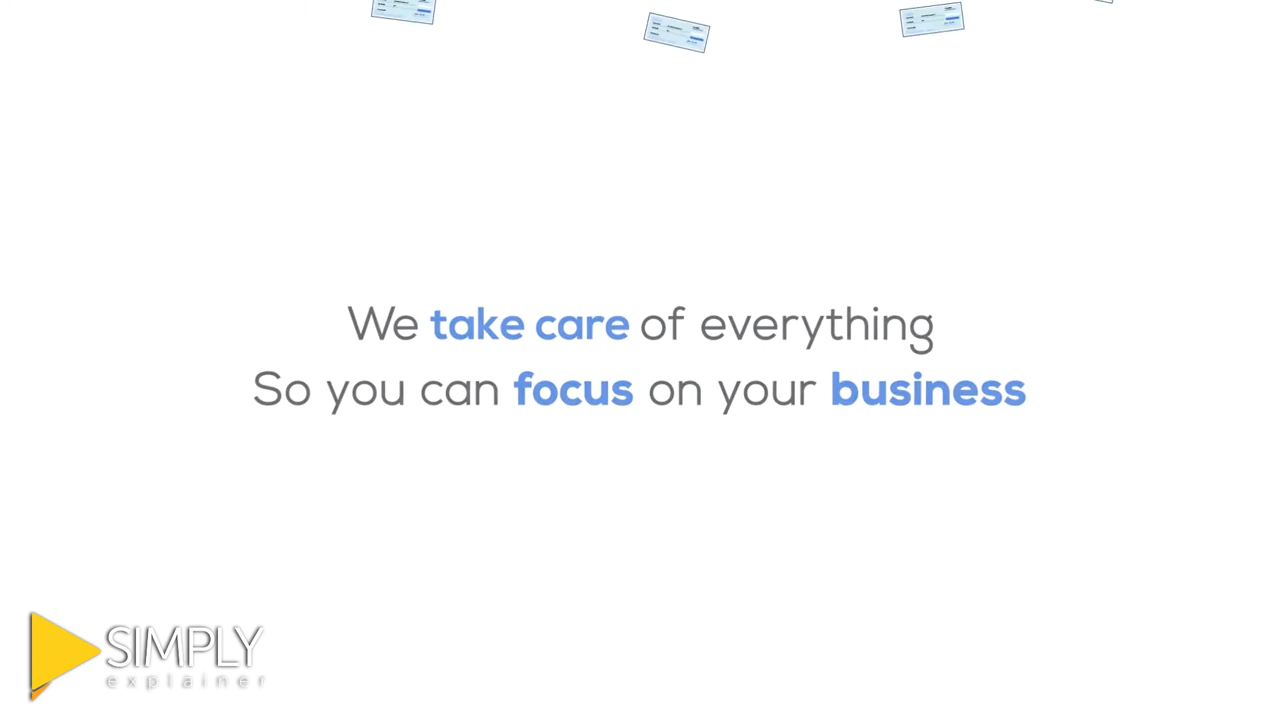 We take care of everything
So you can focus on your business
SIMPLY
explainer